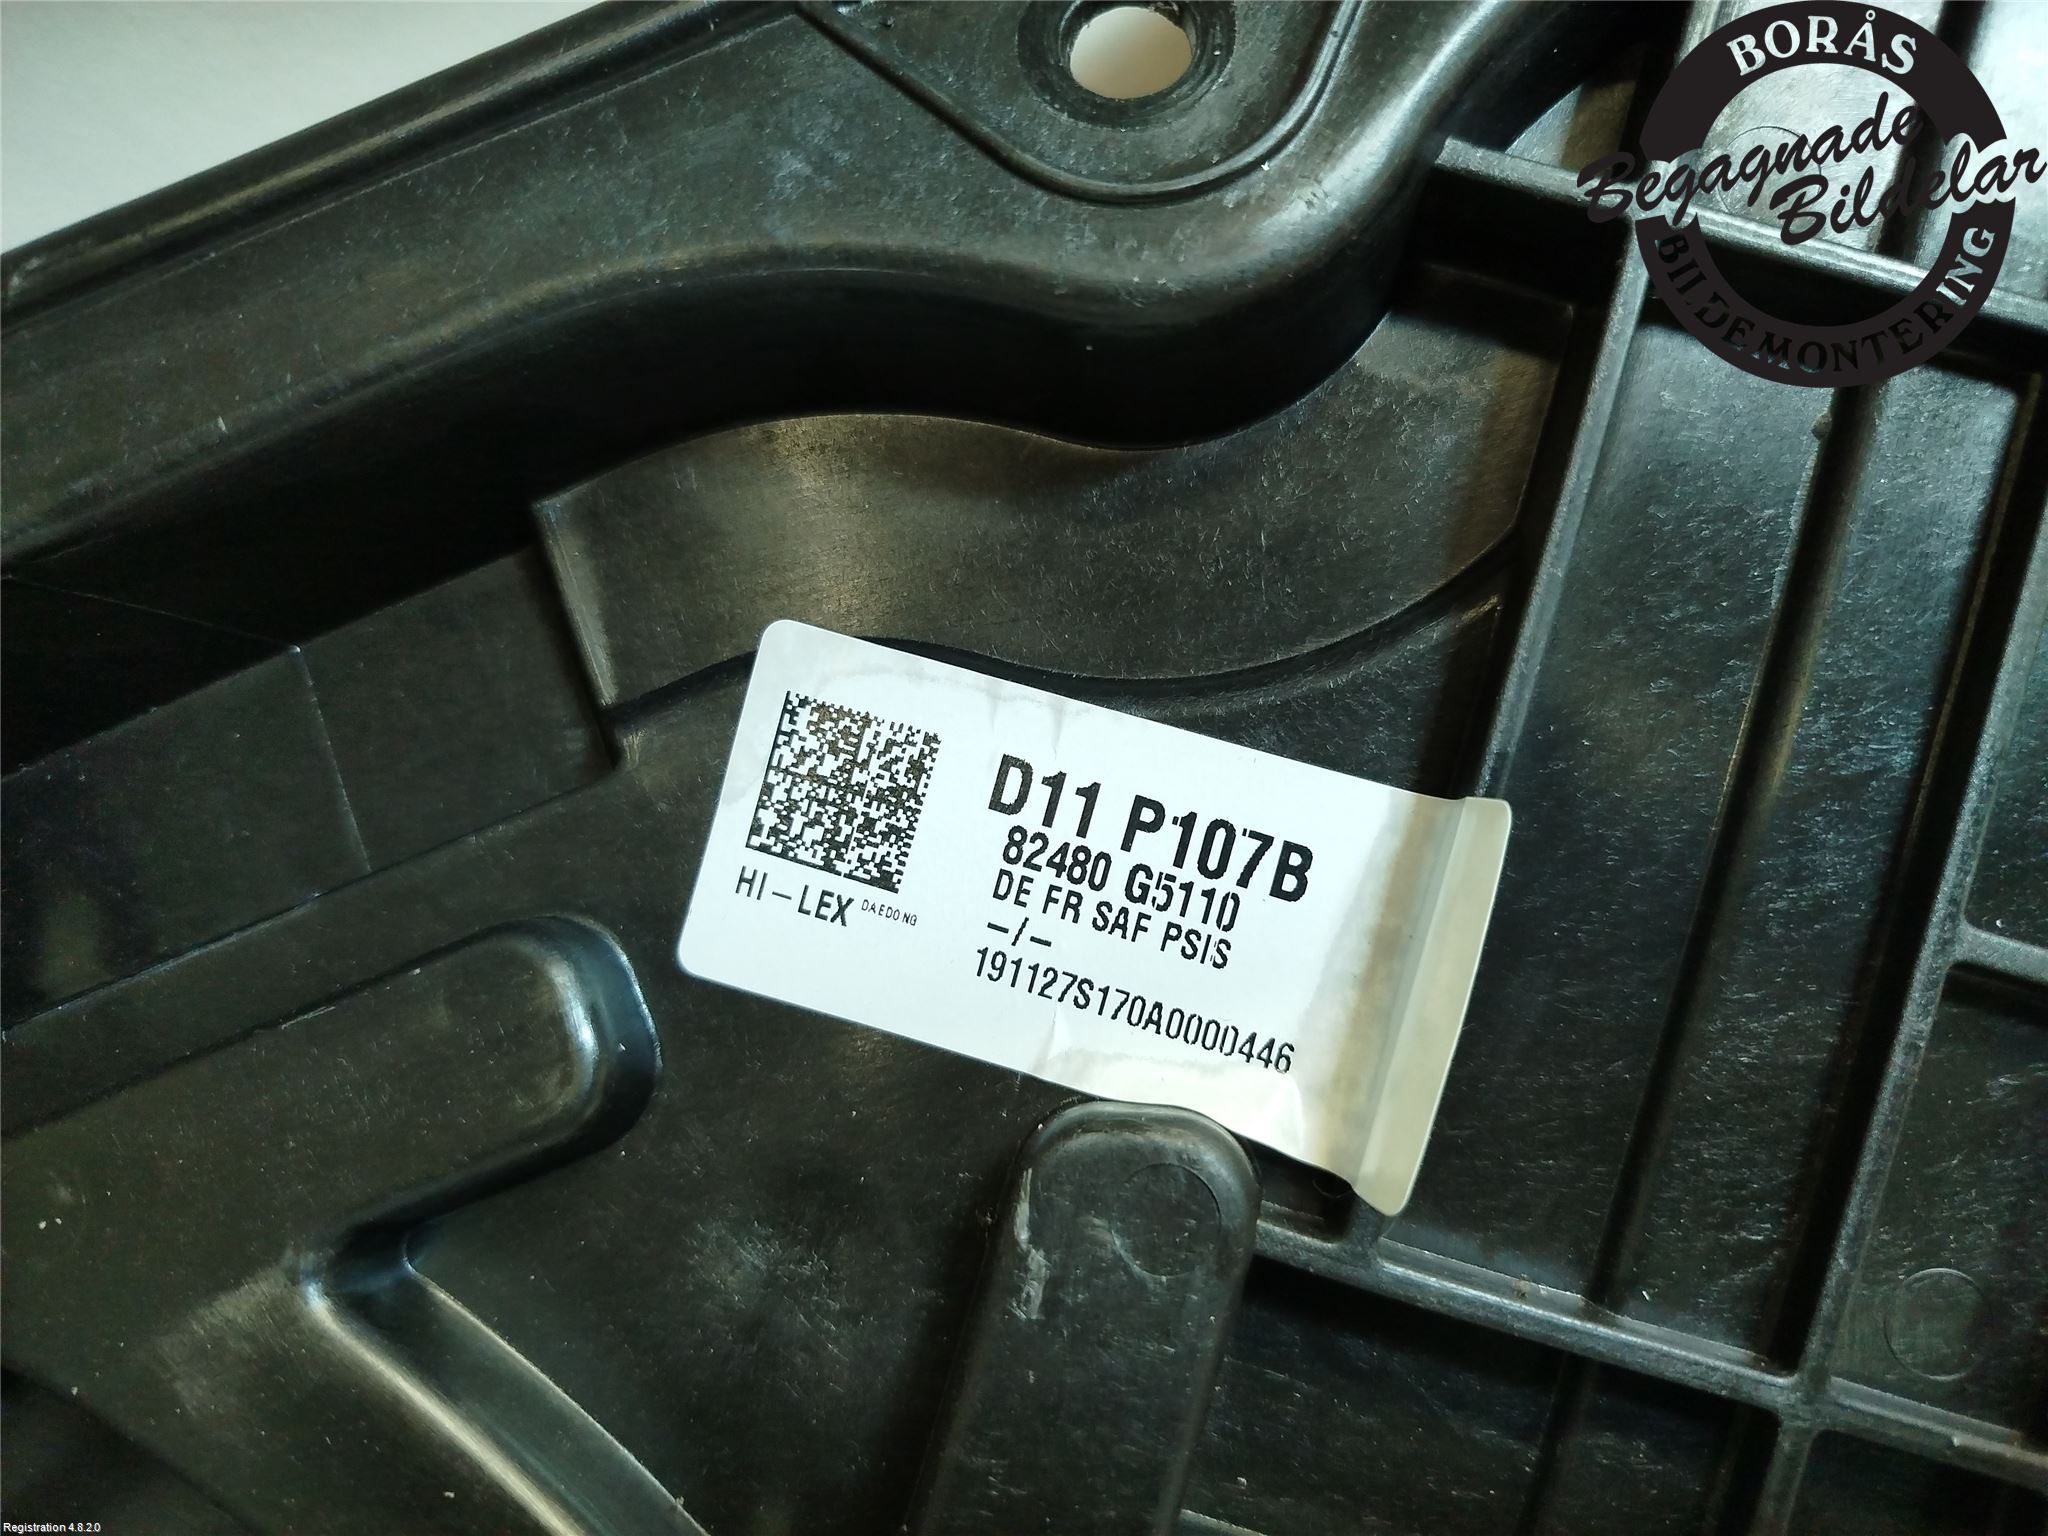 BORÅS
Begagnade
Bildelar
BILDEMONTERING
D11 P107B
82480 G5110
DE FR SAF PSIS
-/-
191127S170A0000446
HI-LEX DAEDONG
Registration 4.8.2.0